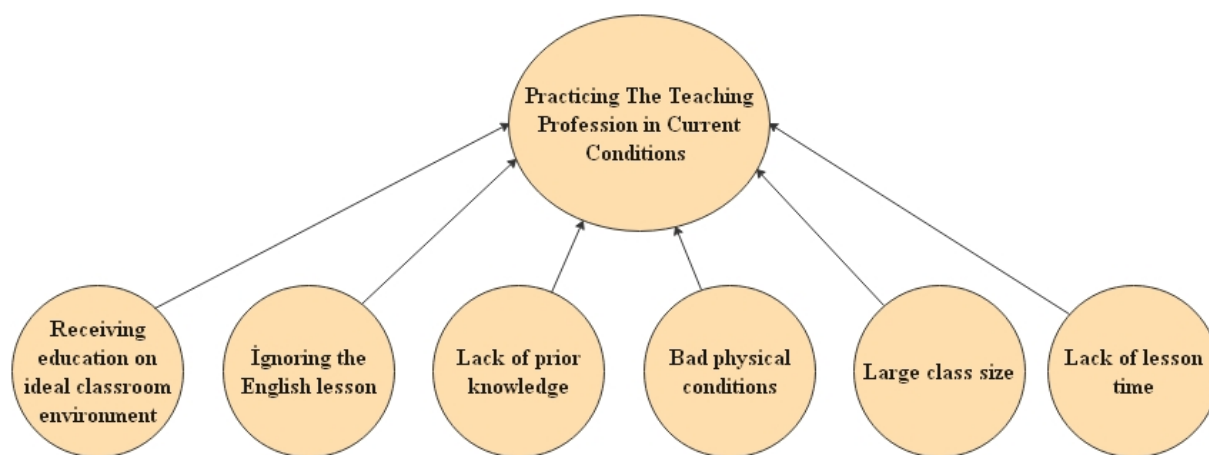 Practicing The Teaching
Profession in Current
Conditions
Receiving
education on
ideal classroom
environment
İgnoring the
English lesson
Lack of prior
knowledge
Bad physical
conditions
Large class size
Lack of lesson
time